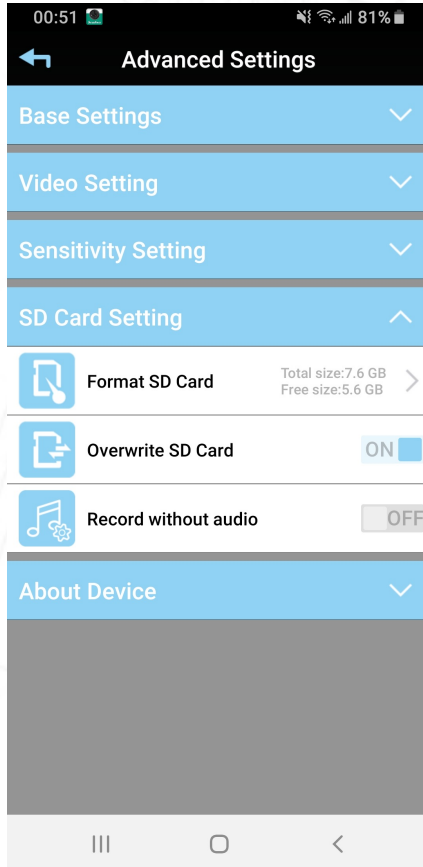 00:51
81%
Advanced Settings
Base Settings
Video Setting
Sensitivity Setting
SD Card Setting
Format SD Card
Total size:7.6 GB
Free size:5.6 GB
Overwrite SD Card
ON
Record without audio
OFF
About Device